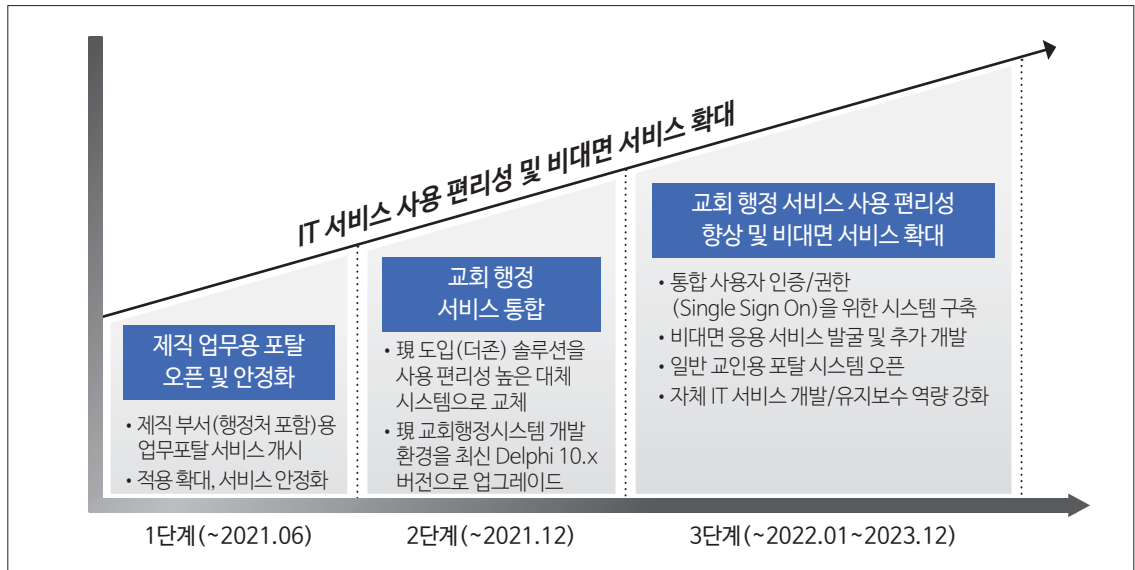 IT 서비스 사용 편리성 및 비대면 서비스 확대
제직 업무용 포탈
오픈 및 안정화
• 제직 부서(행정처 포함)용
업무포탈 서비스 개시
• 적용 확대, 서비스 안정화
교회 행정
서비스 통합
• 現 도입(더존) 솔루션을
사용 편리성 높은 대체
시스템으로 교체
• 現 교회행정시스템 개발
환경을 최신 Delphi 10.x
버전으로 업그레이드
교회 행정 서비스 사용 편리성
향상 및 비대면 서비스 확대
• 통합 사용자 인증/권한
(Single Sign On)을 위한 시스템 구축
• 비대면 응용 서비스 발굴 및 추가 개발
• 일반 교인용 포탈 시스템 오픈
• 자체 IT 서비스 개발/유지보수 역량 강화
1단계(~2021.06)
2단계(~2021.12)
3단계(~2022.01~2023.12)